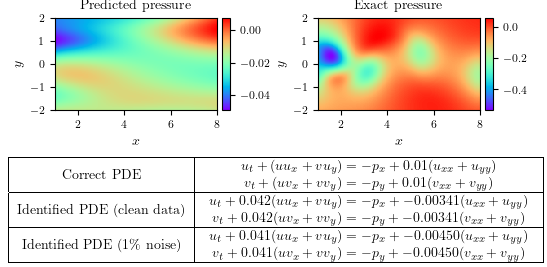 Predicted pressure
Exact pressure
2
1
0
−1
−2
y
2
4
6
8
x
0.00
−0.02
−0.04
2
1
0
−1
−2
y
2
4
6
8
x
0.0
−0.2
−0.4
Correct PDE
u_t + (uu_x + vu_y) = −p_x + 0.01(u_xx + u_yy)
v_t + (uv_x + vv_y) = −p_y + 0.01(v_xx + v_yy)
Identified PDE (clean data)
u_t + 0.042(uu_x + vu_y) = −p_x + −0.00341(u_xx + u_yy)
v_t + 0.042(uv_x + vv_y) = −p_y + −0.00341(v_xx + v_yy)
Identified PDE (1% noise)
u_t + 0.041(uu_x + vu_y) = −p_x + −0.00450(u_xx + u_yy)
v_t + 0.041(uv_x + vv_y) = −p_y + −0.00450(v_xx + v_yy)